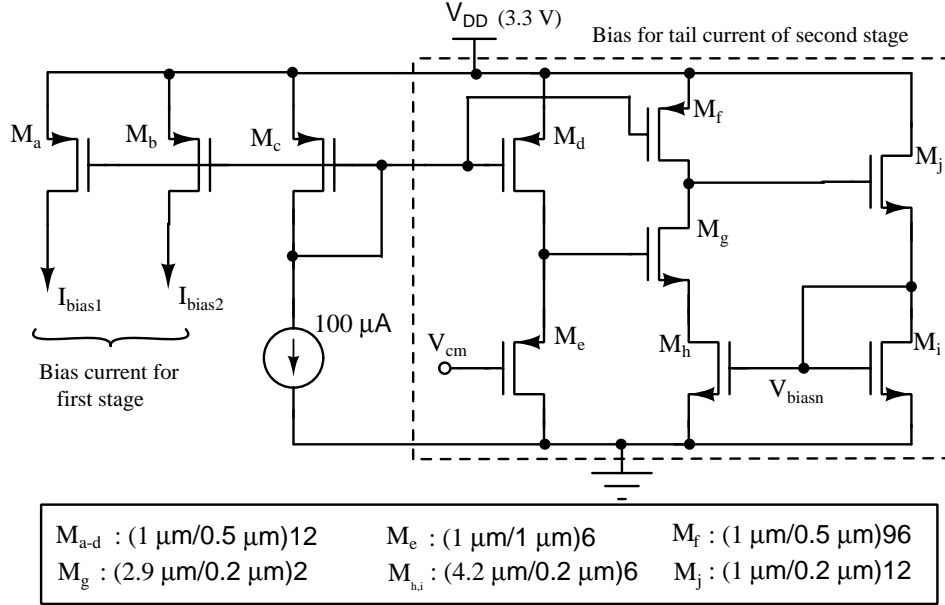 V_DD (3.3 V)
Bias for tail current of second stage
M_a
M_b
M_c
M_d
M_f
M_j
M_g
I_bias1
I_bias2
100 μA
V_cm
M_e
M_h
M_i
V_biasn
Bias current for
first stage
M_a-d : (1 μm/0.5 μm)12
M_e : (1 μm/1 μm)6
M_f : (1 μm/0.5 μm)96
M_g : (2.9 μm/0.2 μm)2
M_h,i : (4.2 μm/0.2 μm)6
M_j : (1 μm/0.2 μm)12